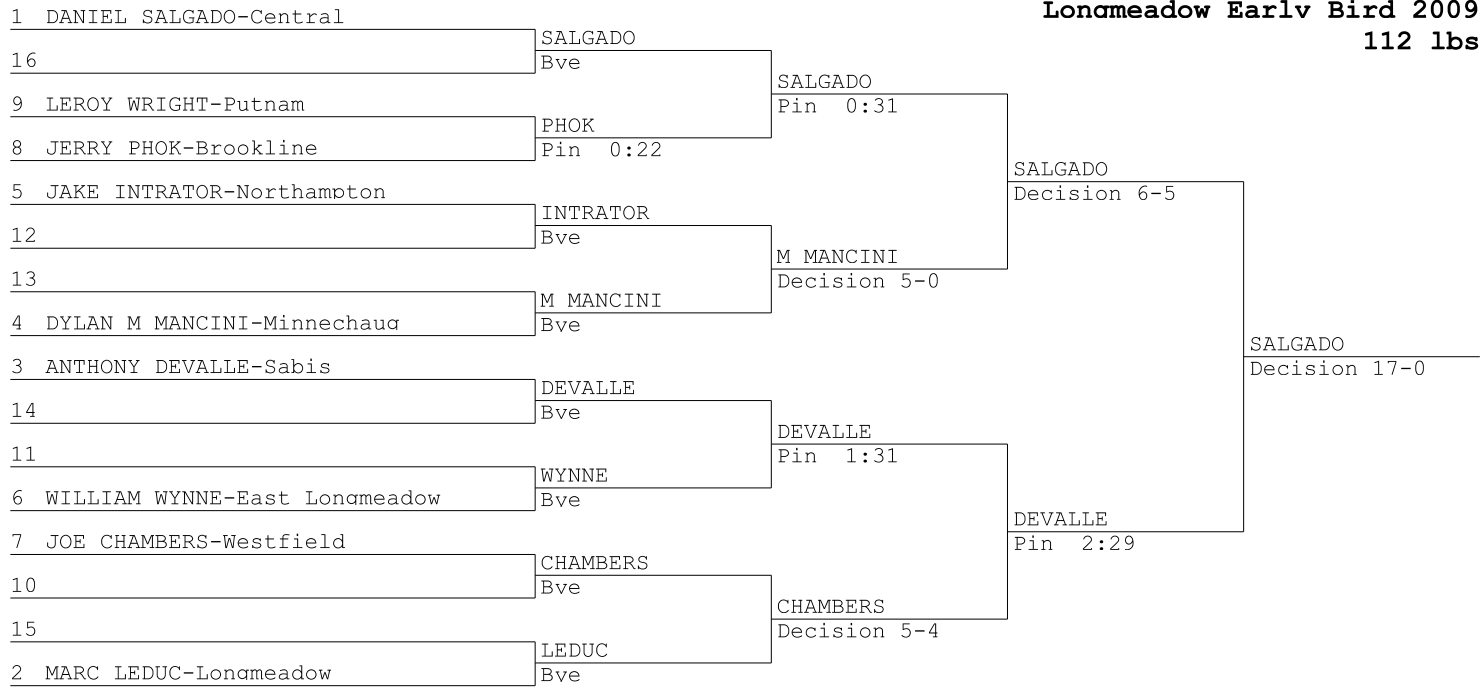 Longmeadow Early Bird 2009
112 lbs
1 DANIEL SALGADO-Central
16
9 LEROY WRIGHT-Putnam
8 JERRY PHOK-Brookline
5 JAKE INTRATOR-Northampton
12
13
4 DYLAN M MANCINI-Minnechaug
3 ANTHONY DEVALLE-Sabis
14
11
6 WILLIAM WYNNE-East Longmeadow
7 JOE CHAMBERS-Westfield
10
15
2 MARC LEDUC-Longmeadow
SALGADO
Bye
PHOK
Pin 0:22
INTRATOR
Bye
M MANCINI
Bye
DEVALLE
Bye
WYNNE
Bye
CHAMBERS
Bye
LEDUC
Bye
SALGADO
Pin 0:31
M MANCINI
Decision 5-0
DEVALLE
Pin 1:31
CHAMBERS
Decision 5-4
SALGADO
Decision 6-5
DEVALLE
Pin 2:29
SALGADO
Decision 17-0